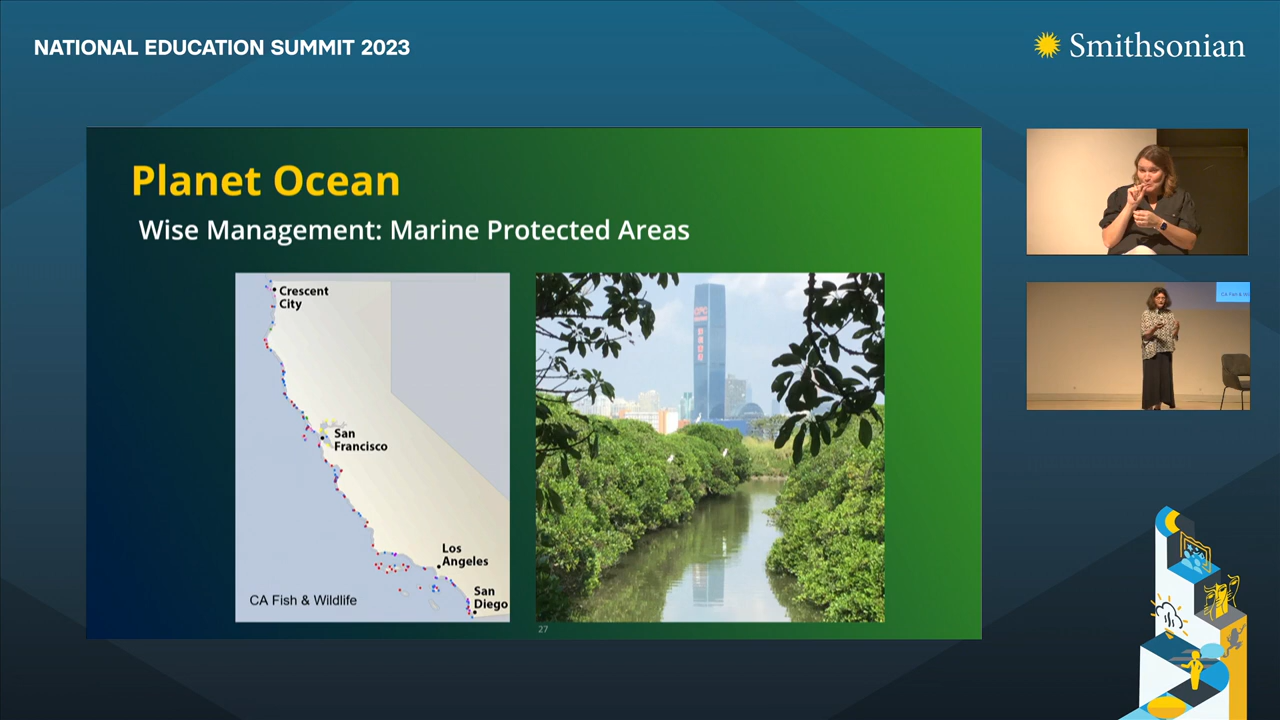 NATIONAL EDUCATION SUMMIT 2023
Smithsonian
Planet Ocean
Wise Management: Marine Protected Areas
Crescent
City
San
Francisco
Los
Angeles
San
Diego
CA Fish & Wildlife
27